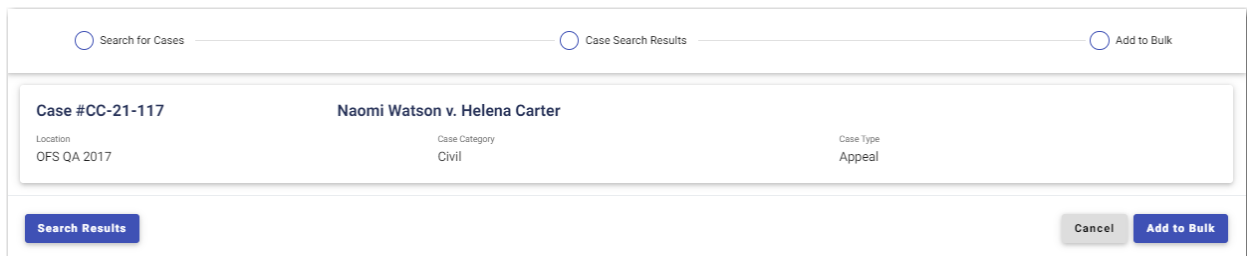 Search for Cases Case Search Results Add to Bulk
Case #CC-21-117 Naomi Watson v. Helena Carter
Location Case Category Case Type
OFS QA 2017 Civil Appeal
Search Results Cancel Add to Bulk